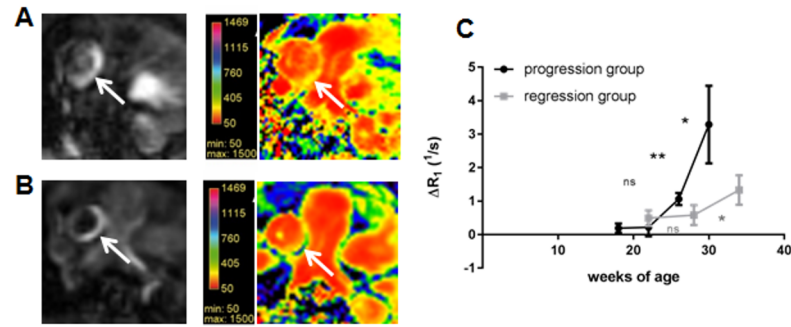 A
1469
1115
760
405
50
min: 50
max: 1500
B
1469
1115
760
405
50
min: 50
max: 1500
C
progression group
regression group
ΔR1 (1/s)
5
4
3
2
1
0
-1
*
**
ns
*
ns
10
20
30
40
weeks of age